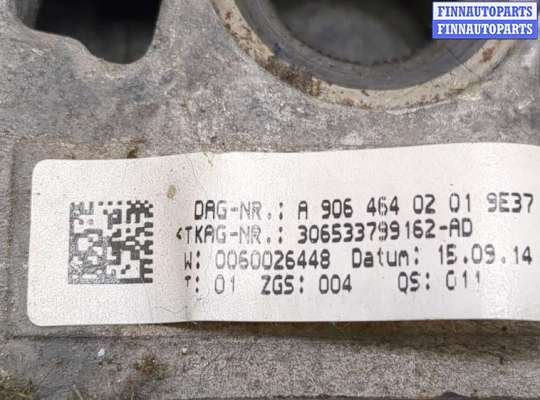 FINNAUTOPARTS
FINNAUTOPARTS
DAG-NR.: A 906 464 02 01 9E37
TKAG-NR.: 306533799162-AD
W: 0060026448 Datum: 15.09.14
T: 01 ZGS: 004 QS: 011